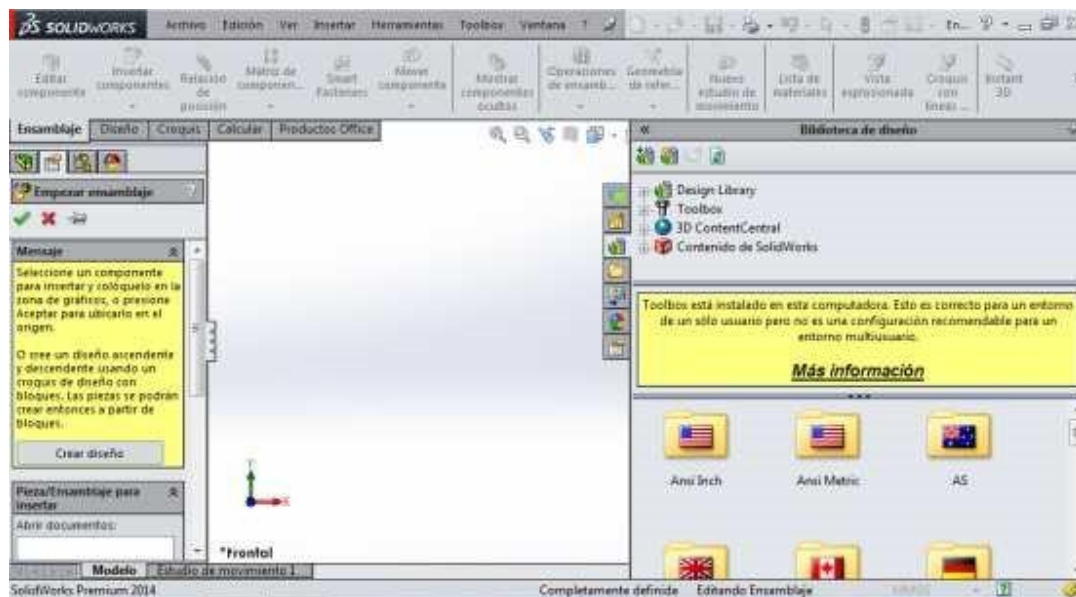 SOLIDWORKS Archivo Edición Ver Insertar Herramientas Toolbox Ventana ? En...
Editar componente
Insertar componentes
Relación de posición
Matriz de componen...
Smart Fasteners
Mover componente
Mostrar componentes ocultos
Operaciones de ensamb...
Geometría de refer...
Nuevo estudio de movimiento
Lista de materiales
Vista explosionada
Croquis con líneas ...
Instant 3D
Ensamblaje Diseño Croquis Calcular Productos Office
Biblioteca de diseño
Empezar ensamblaje ?
Mensaje
Seleccione un componente
para insertar y colóquelo en la
zona de gráficos, o presione
Aceptar para ubicarlo en el
origen.
O cree un diseño ascendente
y descendente usando un
croquis de diseño con
bloques. Las piezas se podrán
crear entonces a partir de
bloques.
Crear diseño
Pieza/Ensamblaje para
insertar
Abrir documentos:
Y
X
*Frontal
Design Library
Toolbox
3D ContentCentral
Contenido de SolidWorks
Toolbox está instalado en esta computadora. Esto es correcto para un entorno
de un sólo usuario pero no es una configuración recomendable para un
entorno multiusuario.
Más información
Ansi Inch Ansi Metric AS
Modelo Estudio de movimiento 1
SolidWorks Premium 2014 Completamente definida Editando Ensamblaje